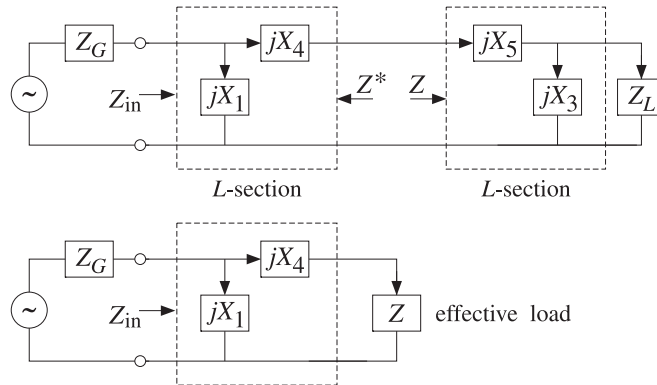 Z_G jX_4 jX_5
Z_in jX_1 Z* Z jX_3 Z_L
~
L-section L-section
Z_G jX_4
Z_in jX_1 Z effective load
~